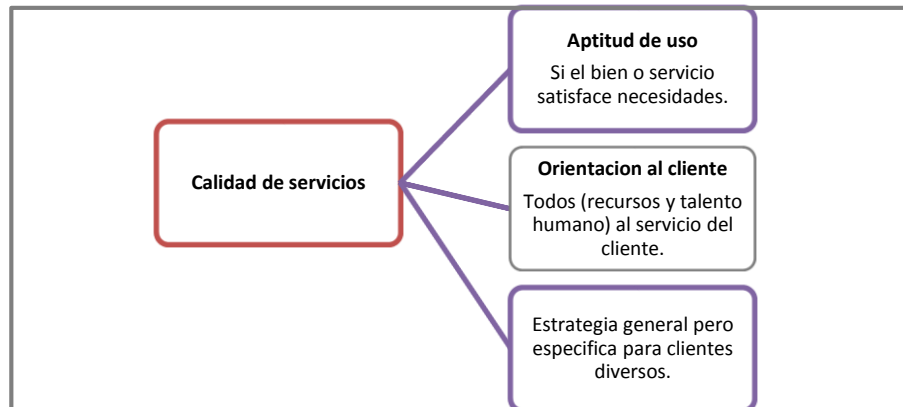 Aptitud de uso
Si el bien o servicio
satisface necesidades.
Calidad de servicios
Orientacion al cliente
Todos (recursos y talento
humano) al servicio del
cliente.
Estrategia general pero
especifica para clientes
diversos.